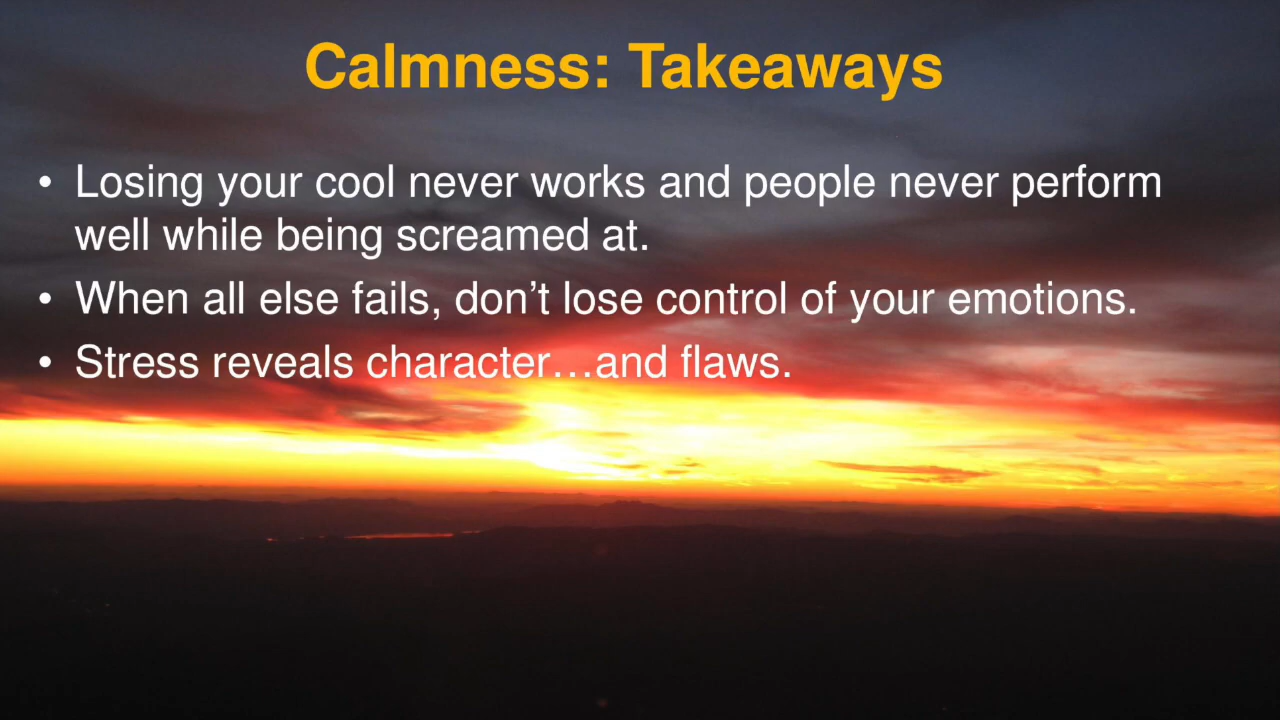 Calmness: Takeaways
• Losing your cool never works and people never perform
well while being screamed at.
• When all else fails, don’t lose control of your emotions.
• Stress reveals character…and flaws.